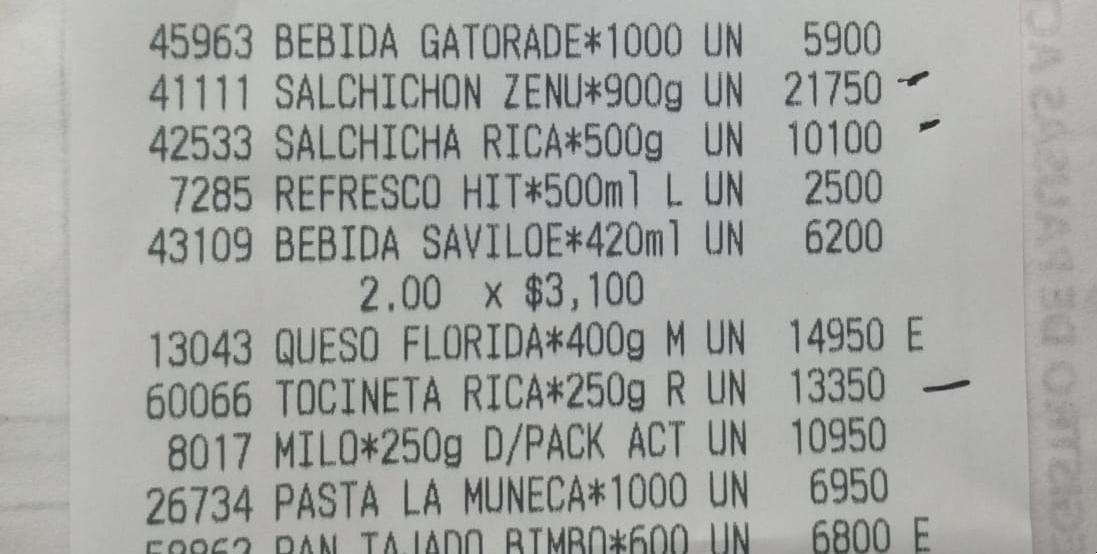 45963 BEBIDA GATORADE*1000 UN 5900
41111 SALCHICHON ZENU*900g UN 21750
42533 SALCHICHA RICA*500g UN 10100
7285 REFRESCO HIT*500ml L UN 2500
43109 BEBIDA SAVILOE*420ml UN 6200
2.00 x $3,100
13043 QUESO FLORIDA*400g M UN 14950 E
60066 TOCINETA RICA*250g R UN 13350
8017 MILO*250g D/PACK ACT UN 10950
26734 PASTA LA MUNECA*1000 UN 6950
59862 PAN TAJADO BIMBO*600 UN 6800 E